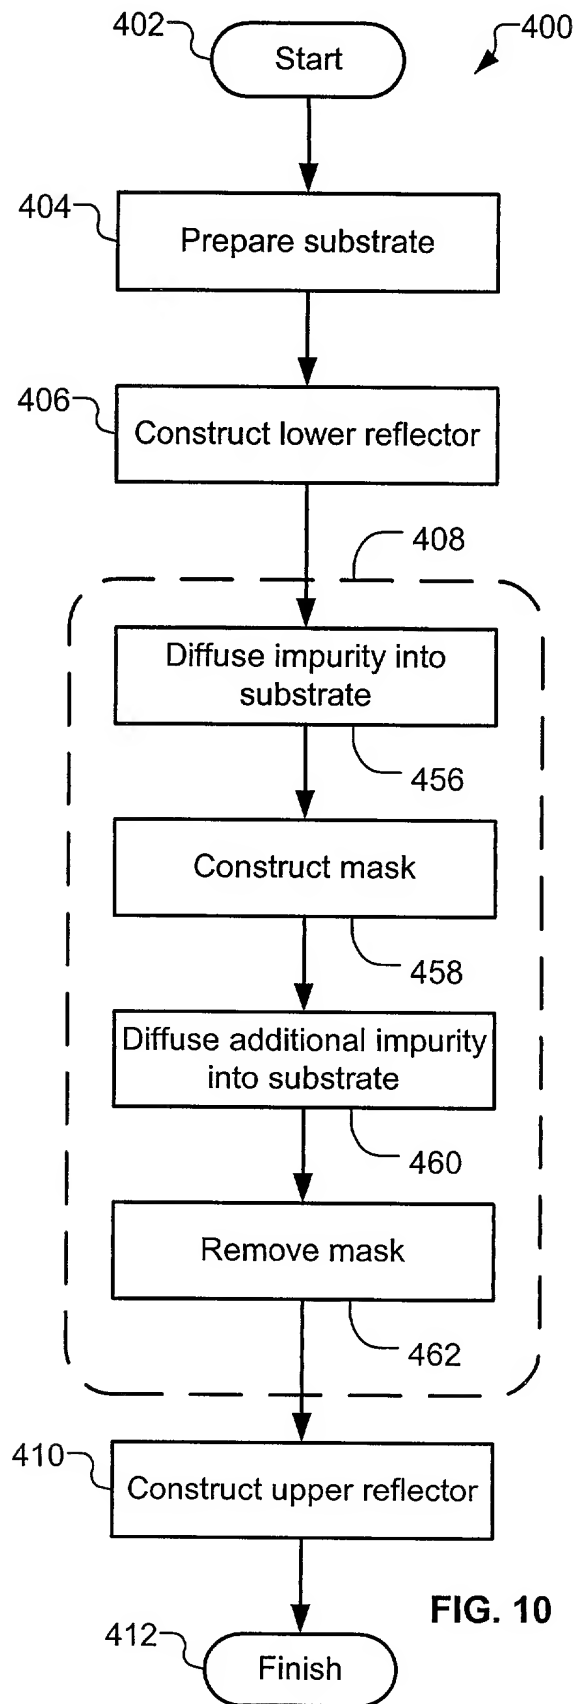 402
Start
400
404
Prepare substrate
406
Construct lower reflector
408
Diffuse impurity into
substrate
456
Construct mask
458
Diffuse additional impurity
into substrate
460
Remove mask
462
410
Construct upper reflector
FIG. 10
412
Finish